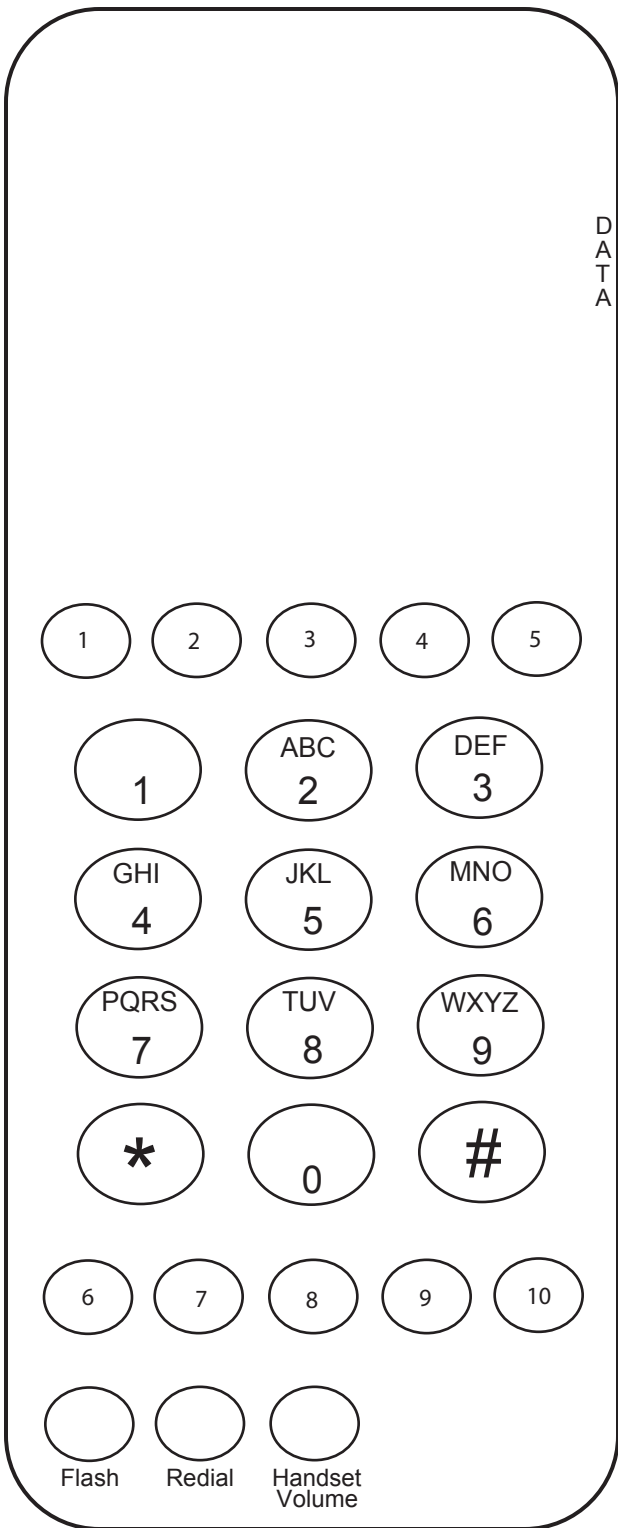 D
A
T
A
1 2 3 4 5
ABC DEF
1 2 3
GHI JKL MNO
4 5 6
PQRS TUV WXYZ
7 8 9
* 0 #
6 7 8 9 10
Flash Redial Handset
Volume